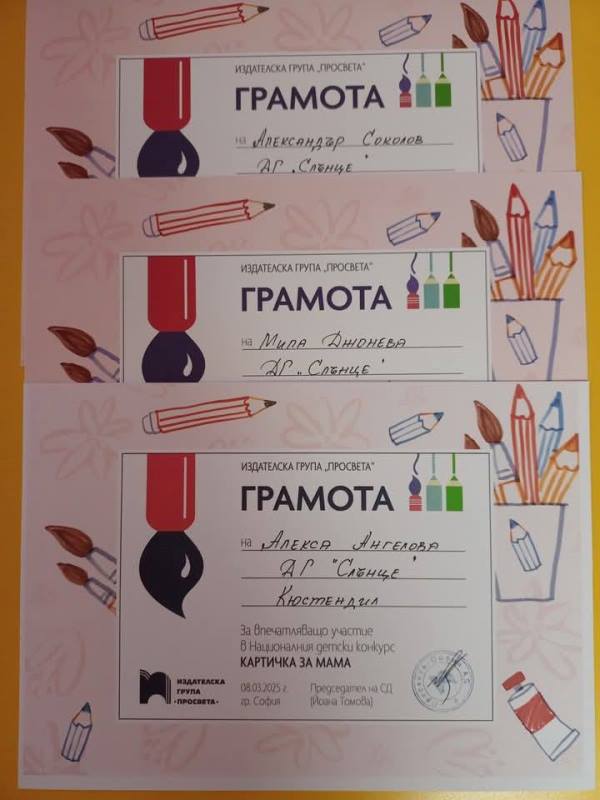 ИЗДАТЕЛСКА ГРУПА „ПРОСВЕТА“
ГРАМОТА
на Александър Соколов
ДГ „Слънце"
ИЗДАТЕЛСКА ГРУПА „ПРОСВЕТА“
ГРАМОТА
на Мила Джонева
ДГ „Слънце"
ИЗДАТЕЛСКА ГРУПА „ПРОСВЕТА“
ГРАМОТА
на Алекса Ангелова
ДГ "Слънце"
Кюстендил
За впечатляващо участие
в Националния детски конкурс
КАРТИЧКА ЗА МАМА
ИЗДАТЕЛСКА
ГРУПА
•ПРОСВЕТА•
08.03.2025 г.
гр. София
Председател на СД
(Йоана Томова)